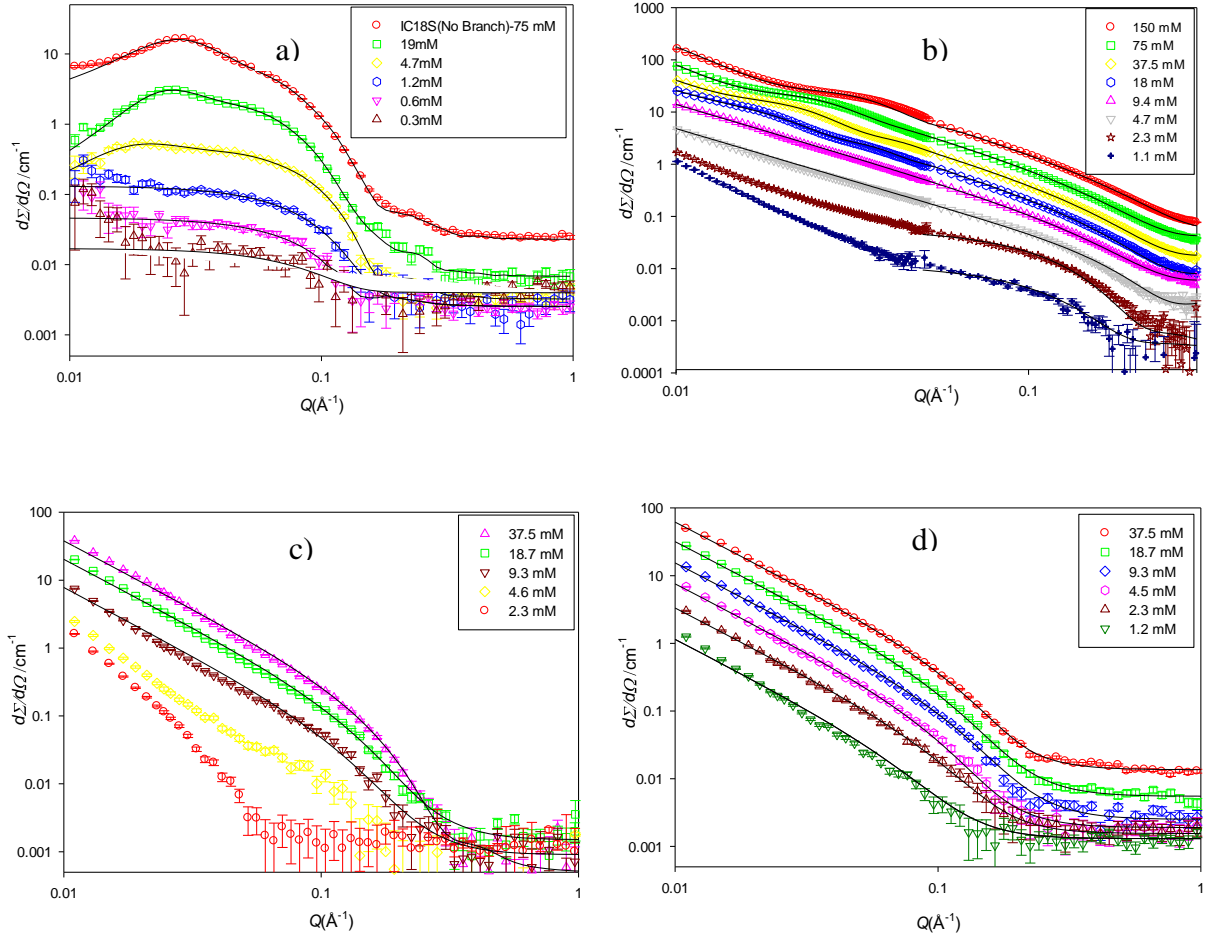 a)
IC18S(No Branch)-75 mM
19mM
4.7mM
1.2mM
0.6mM
0.3mM
10
1
0.1
0.01
0.001
dΣ/dΩ /cm⁻¹
0.01
0.1
1
Q(Å⁻¹)
b)
150 mM
75 mM
37.5 mM
18 mM
9.4 mM
4.7 mM
2.3 mM
1.1 mM
1000
100
10
1
0.1
0.01
0.001
0.0001
dΣ/dΩ /cm⁻¹
0.01
0.1
Q(Å⁻¹)
c)
37.5 mM
18.7 mM
9.3 mM
4.6 mM
2.3 mM
100
10
1
0.1
0.01
0.001
dΣ/dΩ /cm⁻¹
0.01
0.1
1
Q(Å⁻¹)
d)
37.5 mM
18.7 mM
9.3 mM
4.5 mM
2.3 mM
1.2 mM
100
10
1
0.1
0.01
0.001
dΣ/dΩ /cm⁻¹
0.01
0.1
1
Q(Å⁻¹)